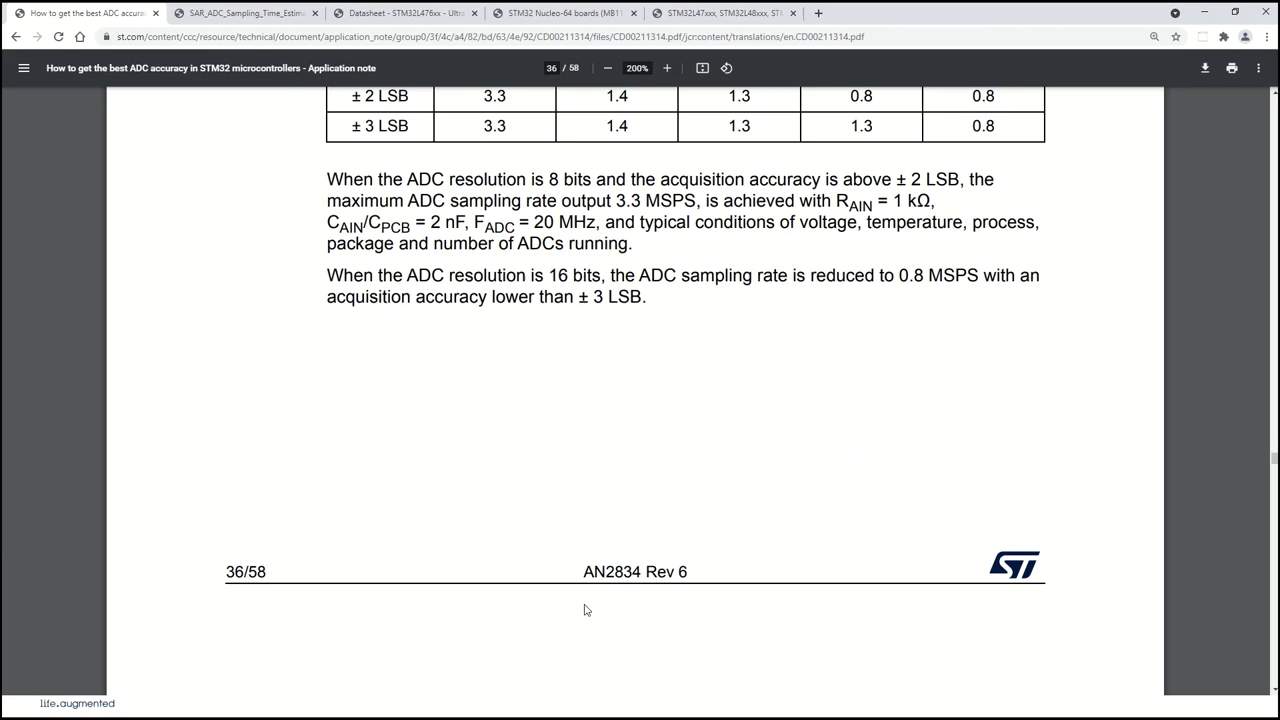 How to get the best ADC accurac
SAR_ADC_Sampling_Time_Estima
Datasheet - STM32L476xx - Ultra
STM32 Nucleo-64 boards (MB11
STM32L47xxx, STM32L48xxx, ST
st.com/content/ccc/resource/technical/document/application_note/group0/3f/4c/a4/82/bd/63/4e/92/CD00211314/files/CD00211314.pdf/jcr:content/translations/en.CD00211314.pdf
How to get the best ADC accuracy in STM32 microcontrollers - Application note
36 / 58
200%
± 2 LSB 3.3 1.4 1.3 0.8 0.8
± 3 LSB 3.3 1.4 1.3 1.3 0.8
When the ADC resolution is 8 bits and the acquisition accuracy is above ± 2 LSB, the
maximum ADC sampling rate output 3.3 MSPS, is achieved with RAIN = 1 kΩ,
CAIN/CPCB = 2 nF, FADC = 20 MHz, and typical conditions of voltage, temperature, process,
package and number of ADCs running.
When the ADC resolution is 16 bits, the ADC sampling rate is reduced to 0.8 MSPS with an
acquisition accuracy lower than ± 3 LSB.
36/58
AN2834 Rev 6
ST
life.augmented